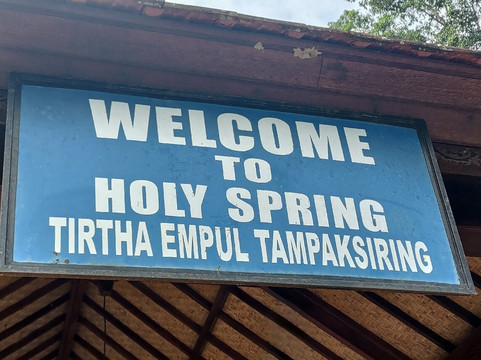 WELCOME
TO
HOLY SPRING
TIRTHA EMPUL TAMPAKSIRING